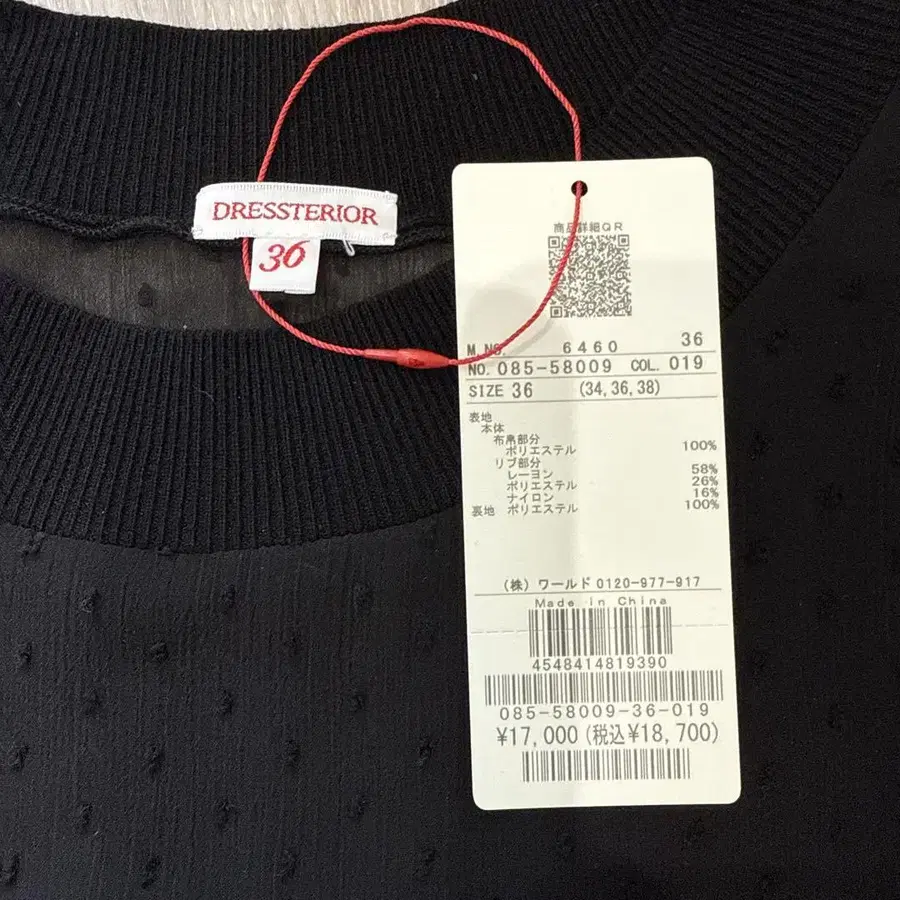 DRESSTERIOR
36
商品詳細QR
M.NO. 6460 36
NO. 085-58009 COL. 019
SIZE 36 (34,36,38)
表地
本体
布帛部分
ポリエステル 100%
リブ部分
レーヨン 58%
ポリエステル 26%
ナイロン 16%
裏地 ポリエステル 100%
(株) ワールド 0120-977-917
Made in China
4548414819390
085-58009-36-019
¥17,000 (税込¥18,700)